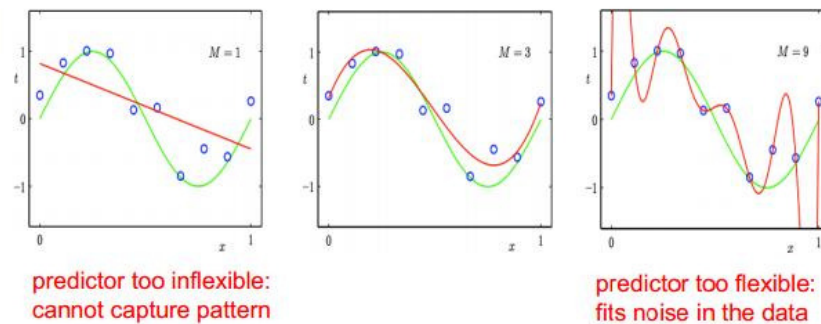 M = 1
1
t
0
−1
0
x
1
M = 3
1
t
0
−1
0
x
1
M = 9
1
t
0
−1
0
x
1
predictor too inflexible:
cannot capture pattern
predictor too flexible:
fits noise in the data